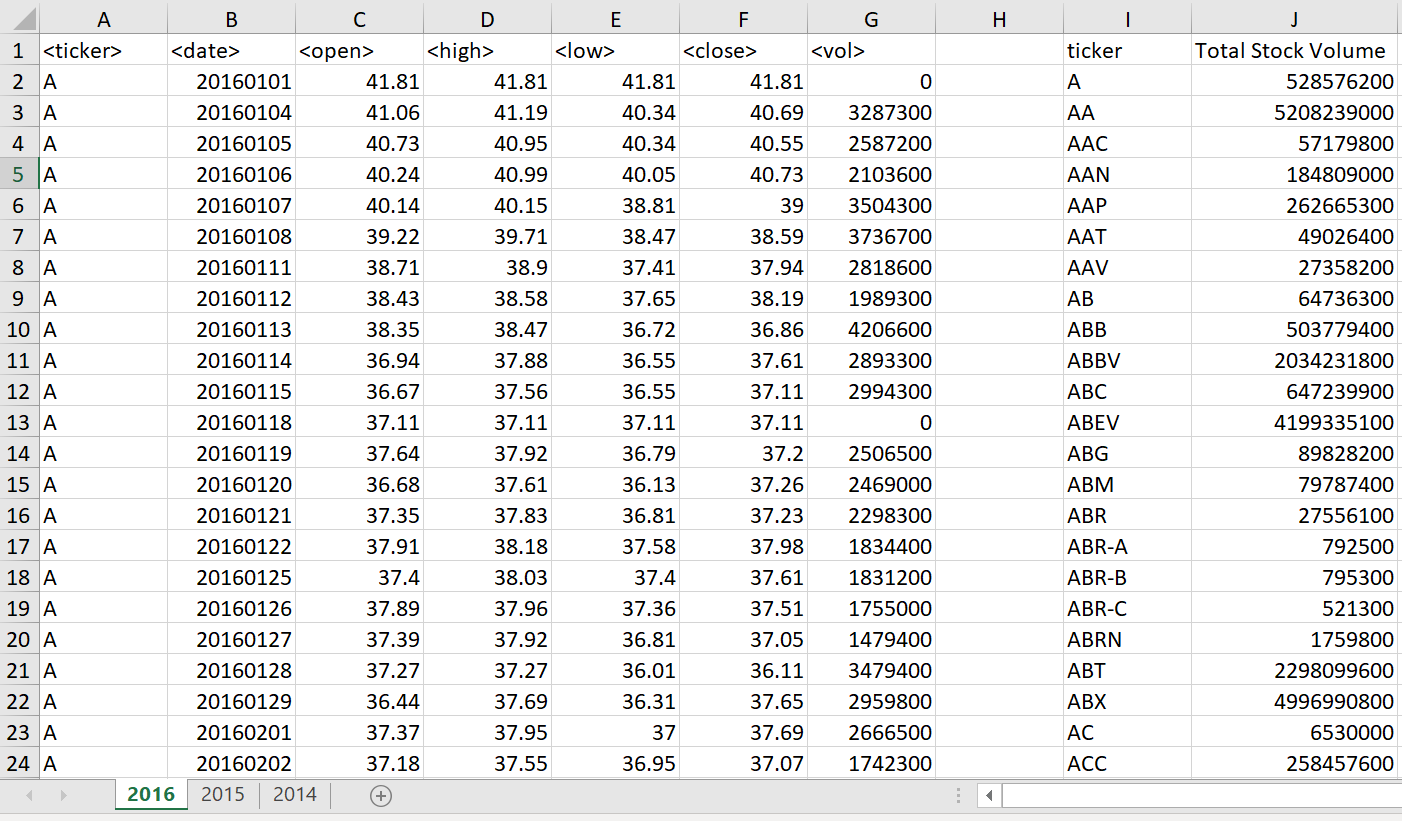 A B C D E F G H I J
1 <ticker> <date> <open> <high> <low> <close> <vol> ticker Total Stock Volume
2 A 20160101 41.81 41.81 41.81 41.81 0 A 528576200
3 A 20160104 41.06 41.19 40.34 40.69 3287300 AA 5208239000
4 A 20160105 40.73 40.95 40.34 40.55 2587200 AAC 57179800
5 A 20160106 40.24 40.99 40.05 40.73 2103600 AAN 184809000
6 A 20160107 40.14 40.15 38.81 39 3504300 AAP 262665300
7 A 20160108 39.22 39.71 38.47 38.59 3736700 AAT 49026400
8 A 20160111 38.71 38.9 37.41 37.94 2818600 AAV 27358200
9 A 20160112 38.43 38.58 37.65 38.19 1989300 AB 64736300
10 A 20160113 38.35 38.47 36.72 36.86 4206600 ABB 503779400
11 A 20160114 36.94 37.88 36.55 37.61 2893300 ABBV 2034231800
12 A 20160115 36.67 37.56 36.55 37.11 2994300 ABC 647239900
13 A 20160118 37.11 37.11 37.11 37.11 0 ABEV 4199335100
14 A 20160119 37.64 37.92 36.79 37.2 2506500 ABG 89828200
15 A 20160120 36.68 37.61 36.13 37.26 2469000 ABM 79787400
16 A 20160121 37.35 37.83 36.81 37.23 2298300 ABR 27556100
17 A 20160122 37.91 38.18 37.58 37.98 1834400 ABR-A 792500
18 A 20160125 37.4 38.03 37.4 37.61 1831200 ABR-B 795300
19 A 20160126 37.89 37.96 37.36 37.51 1755000 ABR-C 521300
20 A 20160127 37.39 37.92 36.81 37.05 1479400 ABRN 1759800
21 A 20160128 37.27 37.27 36.01 36.11 3479400 ABT 2298099600
22 A 20160129 36.44 37.69 36.31 37.65 2959800 ABX 4996990800
23 A 20160201 37.37 37.95 37 37.69 2666500 AC 6530000
24 A 20160202 37.18 37.55 36.95 37.07 1742300 ACC 258457600
2016 2015 2014